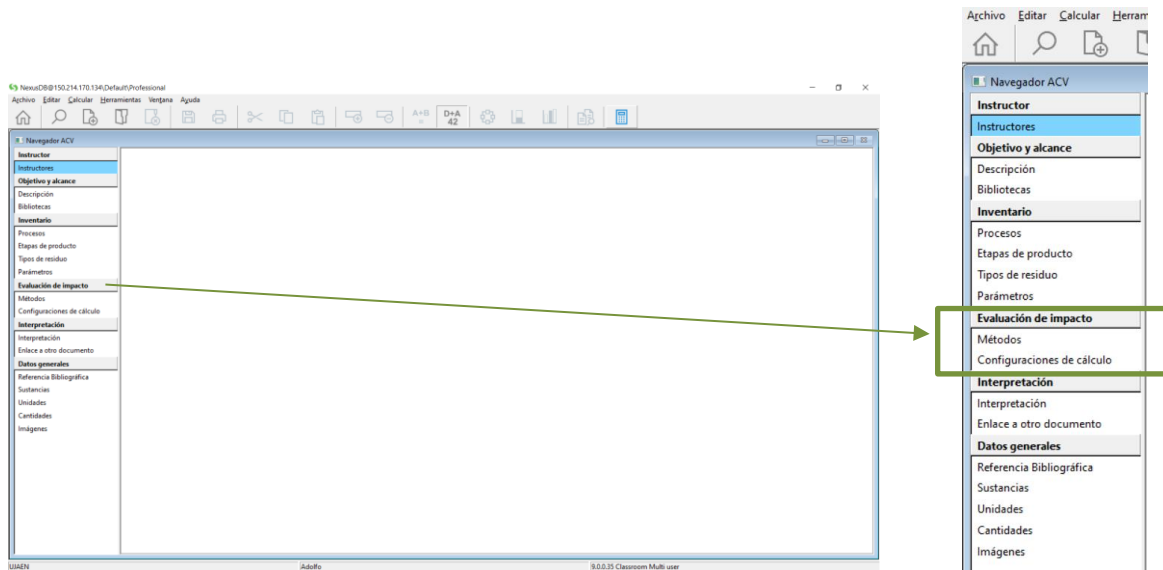 NexusDB@150.214.170.134\Default\Professional
Archivo Editar Calcular Herramientas Ventana Ayuda
A+B
=
D+A
42
Navegador ACV
Instructor
Instructores
Objetivo y alcance
Descripción
Bibliotecas
Inventario
Procesos
Etapas de producto
Tipos de residuo
Parámetros
Evaluación de impacto
Métodos
Configuraciones de cálculo
Interpretación
Interpretación
Enlace a otro documento
Datos generales
Referencia Bibliográfica
Sustancias
Unidades
Cantidades
Imágenes
UJAEN Adolfo 9.0.0.35 Classroom Multi user
Archivo Editar Calcular Herram
Navegador ACV
Instructor
Instructores
Objetivo y alcance
Descripción
Bibliotecas
Inventario
Procesos
Etapas de producto
Tipos de residuo
Parámetros
Evaluación de impacto
Métodos
Configuraciones de cálculo
Interpretación
Interpretación
Enlace a otro documento
Datos generales
Referencia Bibliográfica
Sustancias
Unidades
Cantidades
Imágenes